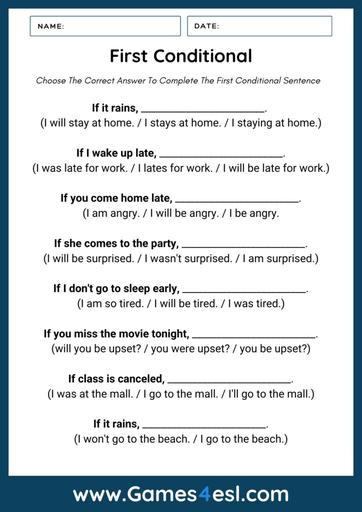 NAME:
DATE:
First Conditional
Choose The Correct Answer To Complete The First Conditional Sentence
If it rains, ______________________.
(I will stay at home. / I stays at home. / I staying at home.)
If I wake up late, ______________________.
(I was late for work. / I lates for work. / I will be late for work.)
If you come home late, ______________________.
(I am angry. / I will be angry. / I be angry.
If she comes to the party, ______________________.
(I will be surprised. / I wasn't surprised. / I am surprised.)
If I don't go to sleep early, ______________________.
(I am so tired. / I will be tired. / I was tired.)
If you miss the movie tonight, ______________________.
(will you be upset? / you were upset? / you be upset?)
If class is canceled, ______________________.
(I was at the mall. / I go to the mall. / I'll go to the mall.)
If it rains, ______________________.
(I won't go to the beach. / I go to the beach.)
www.Games4esl.com